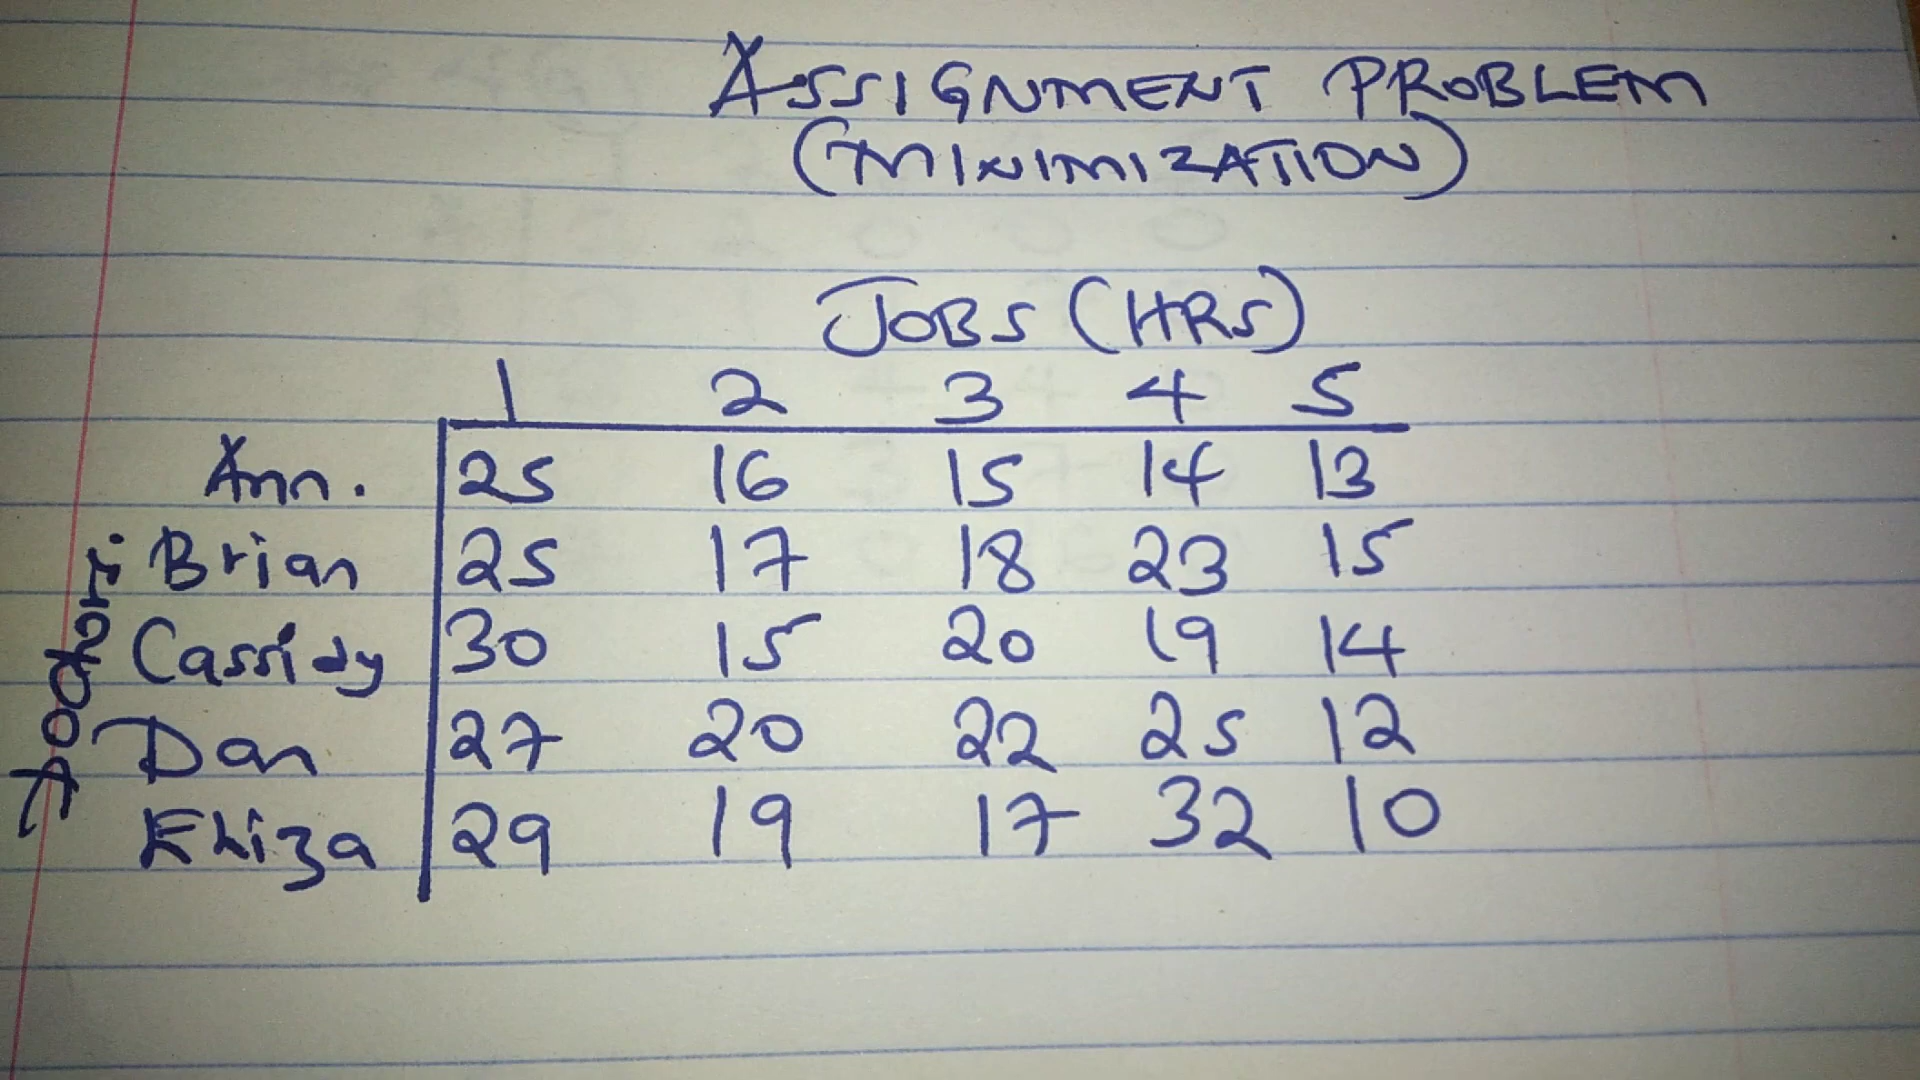 ASSIGNMENT PROBLEM
(MINIMIZATION)
JOBS (HRS)
1 2 3 4 5
Ann. 25 16 15 14 13
Brian 25 17 18 23 15
Cassidy 30 15 20 19 14
Dan 27 20 22 25 12
Eliza 29 19 17 32 10